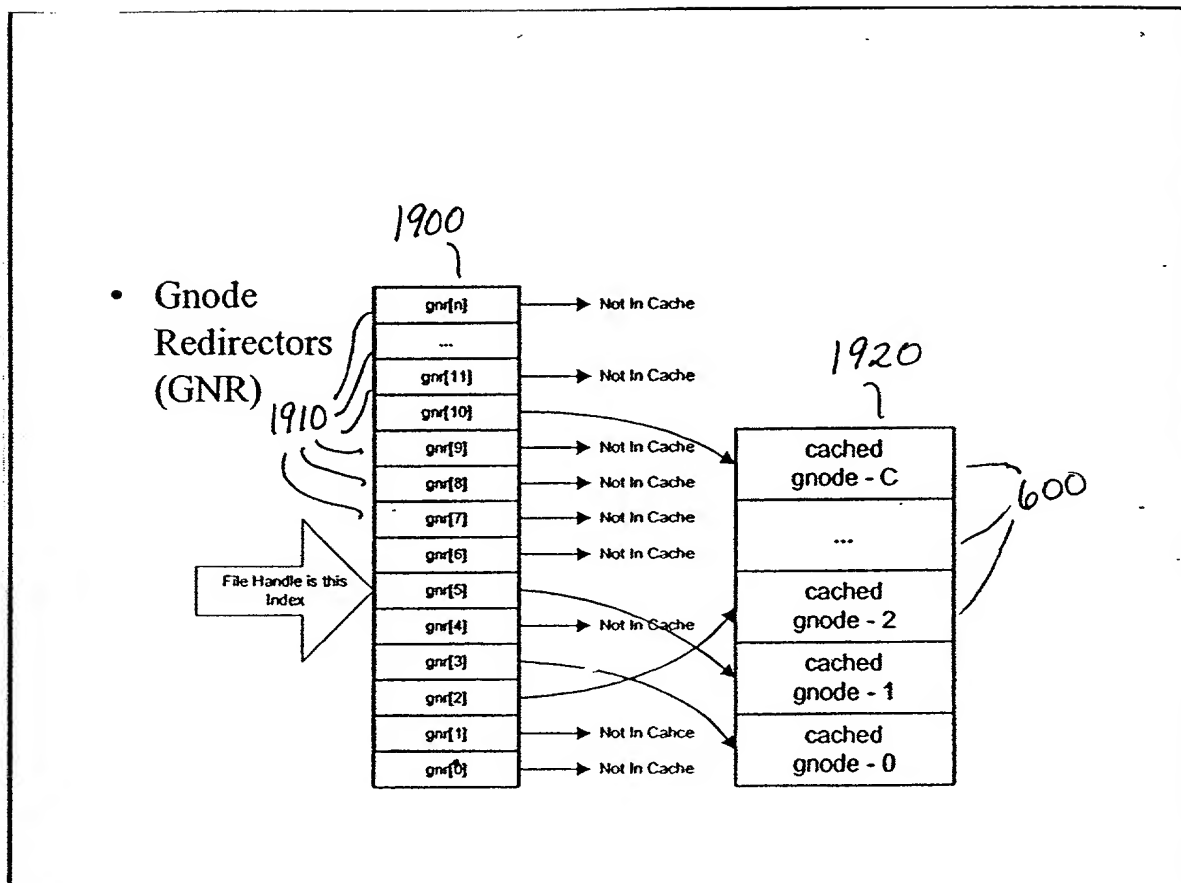 1900
• Gnode
Redirectors
(GNR)
1910
gnr[n]
Not In Cache
...
gnr[11]
Not In Cache
gnr[10]
gnr[9]
Not In Cache
gnr[8]
Not In Cache
gnr[7]
Not In Cache
gnr[6]
Not In Cache
File Handle is this
Index
gnr[5]
gnr[4]
Not In Cache
gnr[3]
gnr[2]
gnr[1]
Not In Cahce
gnr[0]
Not In Cache
1920
cached
gnode - C
...
cached
gnode - 2
cached
gnode - 1
cached
gnode - 0
600